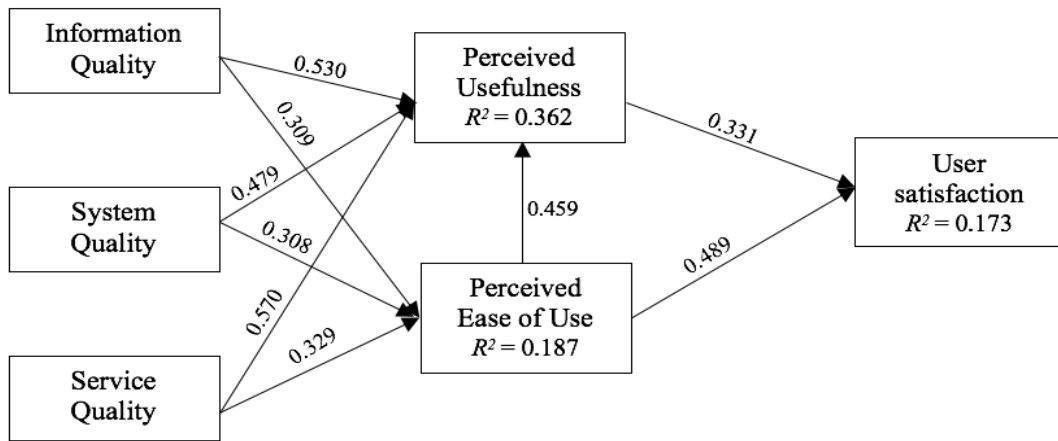 Information
Quality
0.530
0.309
Perceived
Usefulness
R² = 0.362
0.331
System
Quality
0.479
0.308
0.459
User
satisfaction
R² = 0.173
0.489
Perceived
Ease of Use
R² = 0.187
0.570
0.329
Service
Quality